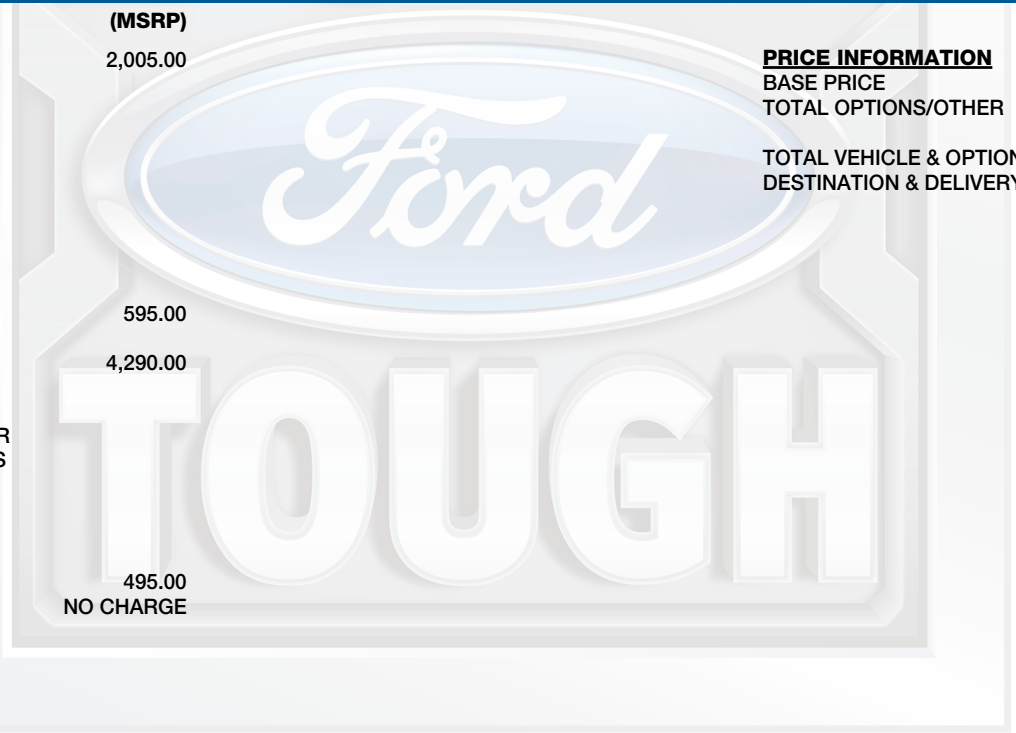 (MSRP)
2,005.00
595.00
4,290.00
R
S
495.00
NO CHARGE
PRICE INFORMATION
BASE PRICE
TOTAL OPTIONS/OTHER
TOTAL VEHICLE & OPTION
DESTINATION & DELIVERY
Ford
TOUGH